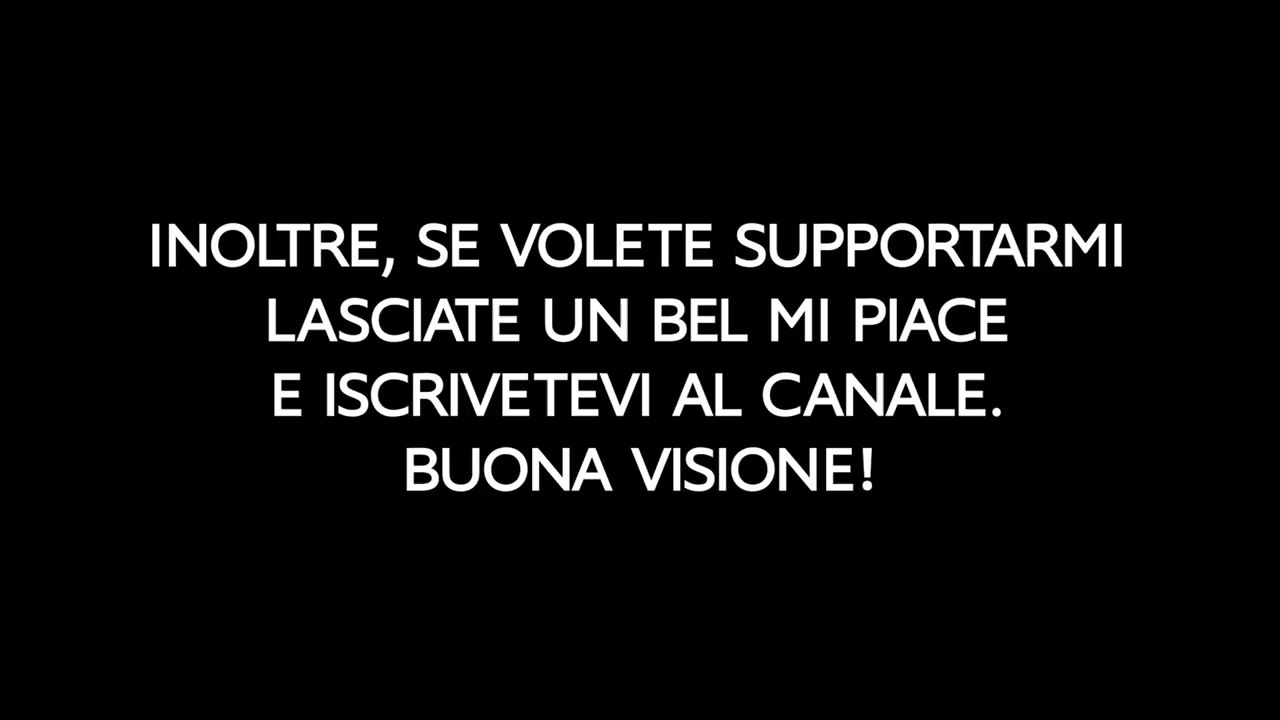 INOLTRE, SE VOLETE SUPPORTARMI
LASCIATE UN BEL MI PIACE
E ISCRIVETEVI AL CANALE.
BUONA VISIONE!